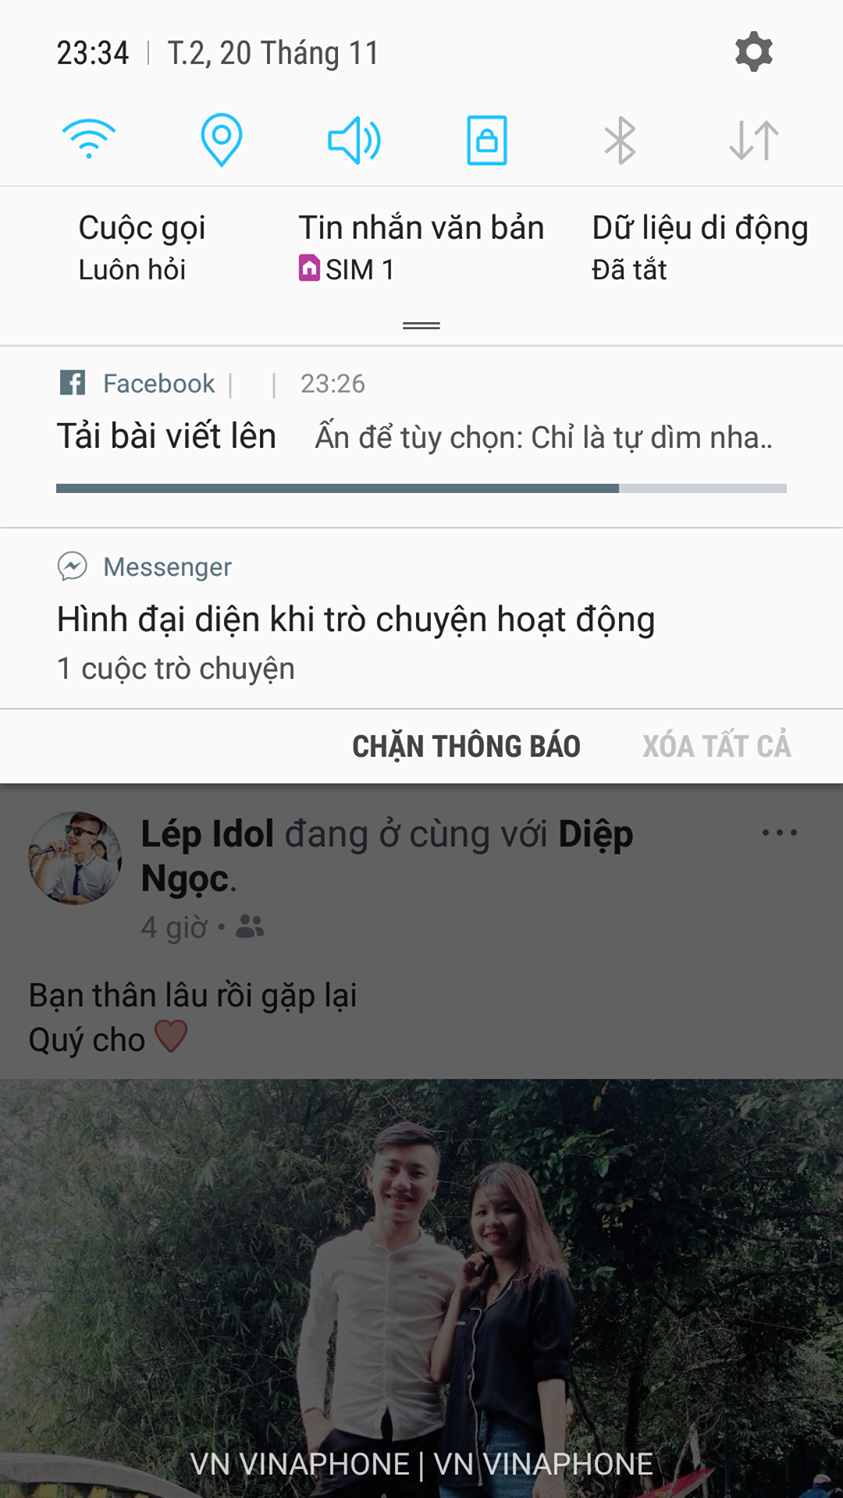 23:34 | T.2, 20 Tháng 11
Cuộc gọi Tin nhắn văn bản Dữ liệu di động
Luôn hỏi SIM 1 Đã tắt
Facebook | | 23:26
Tải bài viết lên Ấn để tùy chọn: Chỉ là tự dìm nha..
Messenger
Hình đại diện khi trò chuyện hoạt động
1 cuộc trò chuyện
CHẶN THÔNG BÁO XÓA TẤT CẢ
Lép Idol đang ở cùng với Diệp
Ngọc.
4 giờ •
Bạn thân lâu rồi gặp lại
Quý cho
VN VINAPHONE | VN VINAPHONE